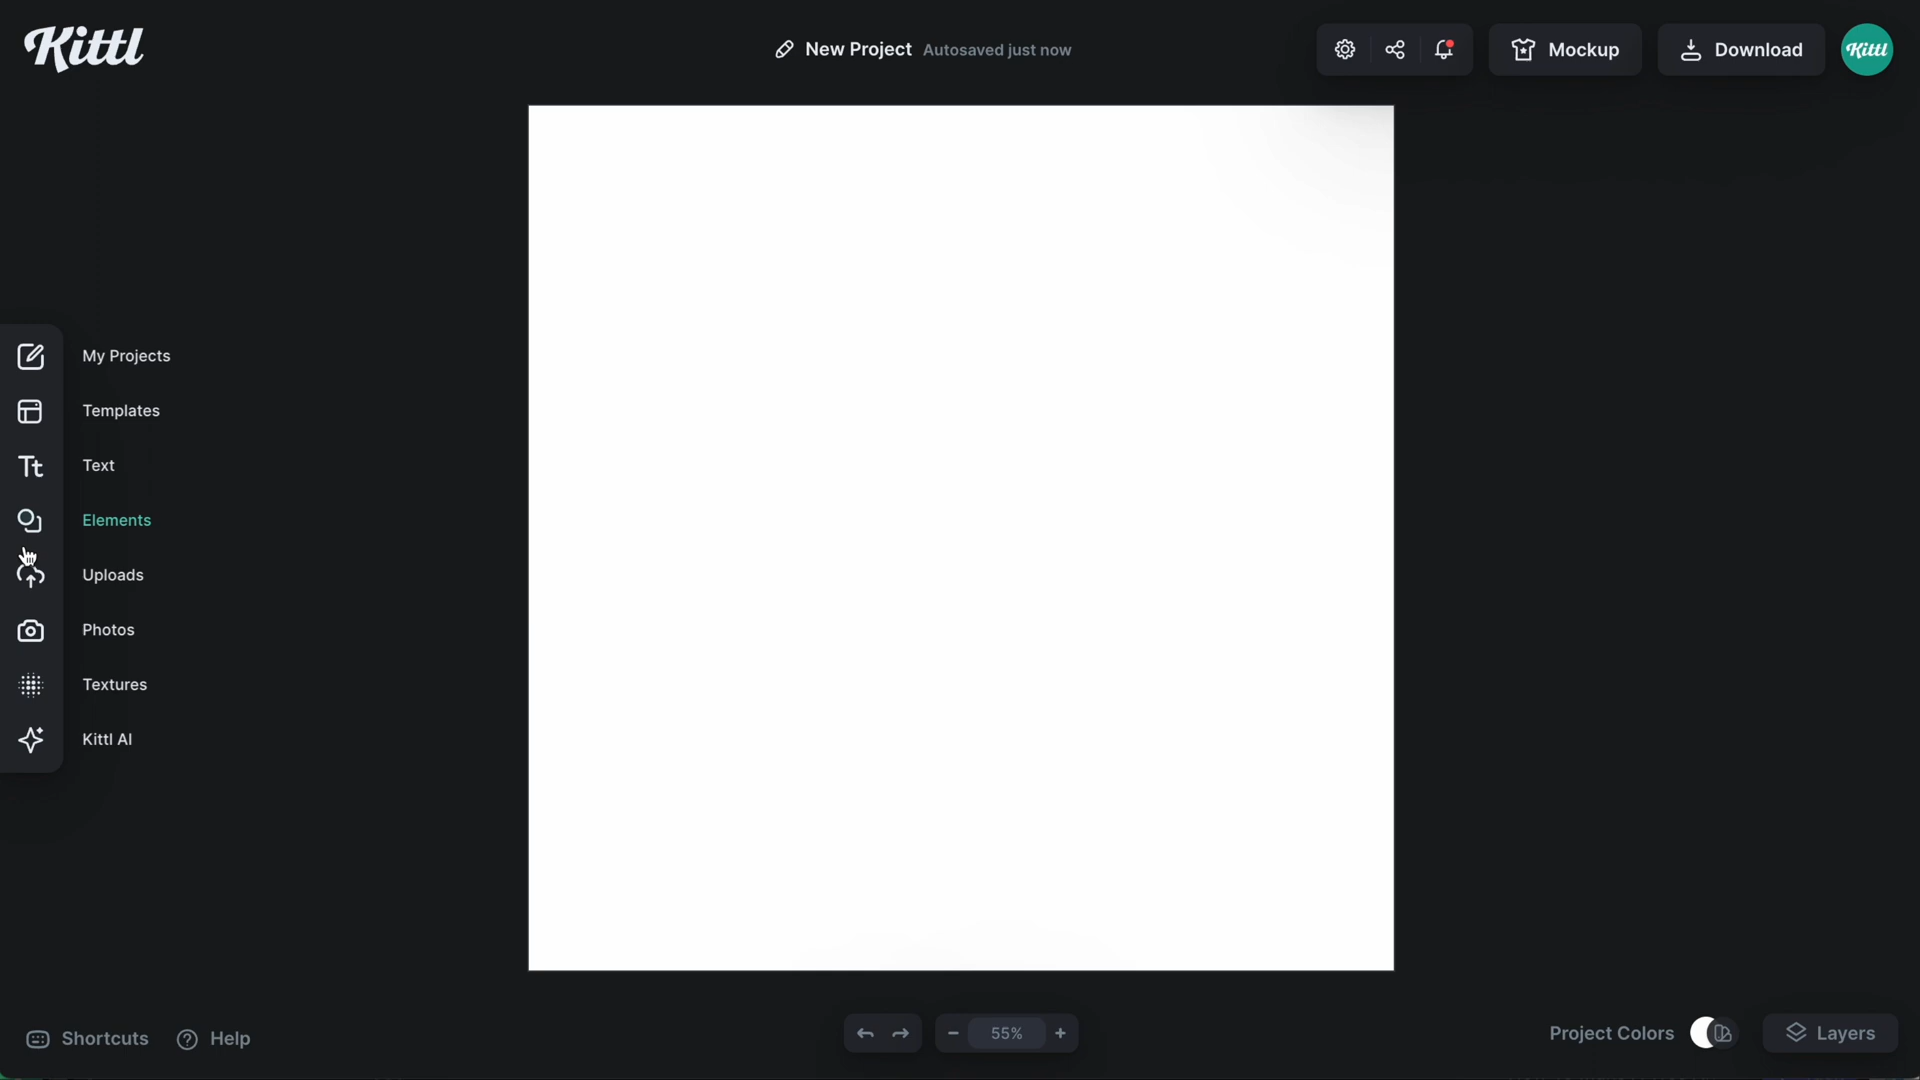 Kittl
New Project Autosaved just now
Mockup
Download
Kittl
My Projects
Templates
Tt Text
Elements
Uploads
Photos
Textures
Kittl AI
Shortcuts
Help
- 55% +
Project Colors
Layers